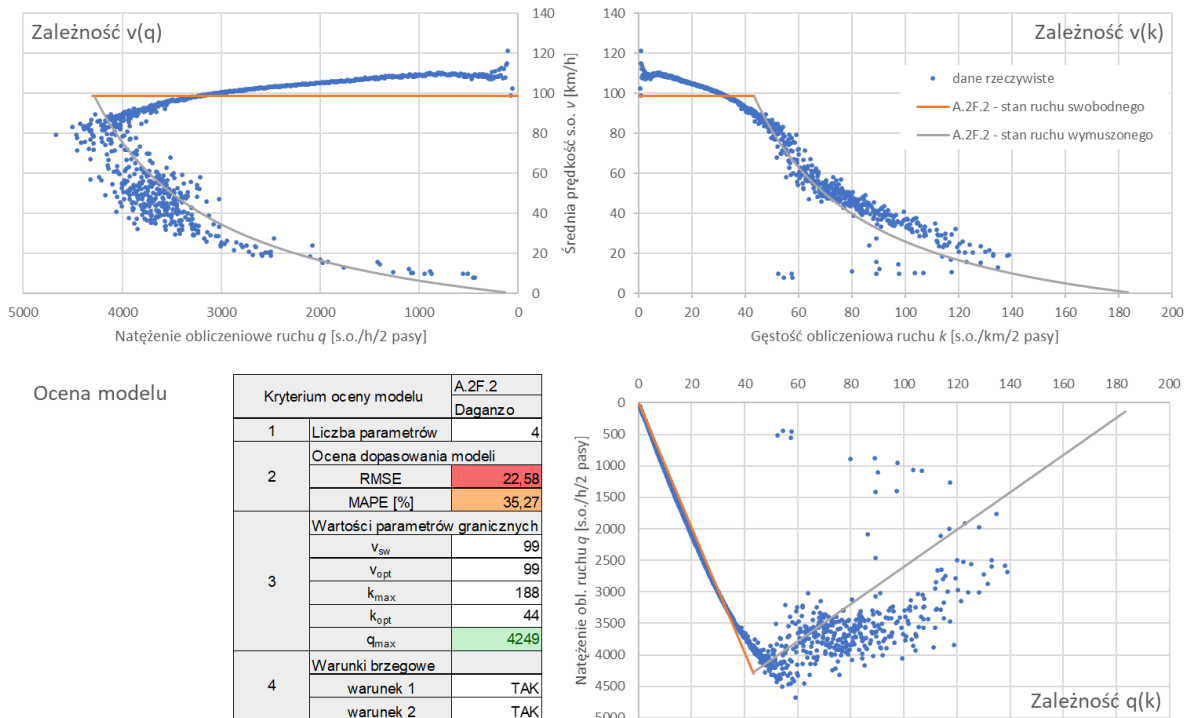 Zależność v(q)
140
120
100
80
60
40
20
0
Średnia prędkość s.o. v [km/h]
5000 4000 3000 2000 1000 0
Natężenie obliczeniowe ruchu q [s.o./h/2 pasy]
Zależność v(k)
140
120
100
80
60
40
20
0
dane rzeczywiste
A.2F.2 - stan ruchu swobodnego
A.2F.2 - stan ruchu wymuszonego
0 20 40 60 80 100 120 140 160 180 200
Gęstość obliczeniowa ruchu k [s.o./km/2 pasy]
Ocena modelu
Kryterium oceny modelu A.2F.2
Daganzo
1 Liczba parametrów 4
2 Ocena dopasowania modeli
RMSE 22,58
MAPE [%] 35,27
3 Wartości parametrów granicznych
vsw 99
vopt 99
kmax 188
kopt 44
qmax 4249
4 Warunki brzegowe
warunek 1 TAK
warunek 2 TAK
0 20 40 60 80 100 120 140 160 180 200
0
500
1000
1500
2000
2500
3000
3500
4000
4500
5000
Natężenie obl. ruchu q [s.o./h/2 pasy]
Zależność q(k)